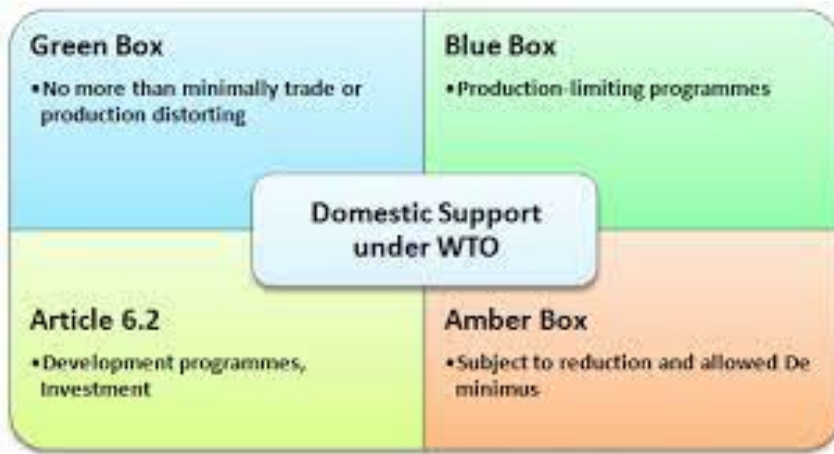 Green Box
•No more than minimally trade or
production distorting
Blue Box
•Production-limiting programmes
Domestic Support
under WTO
Article 6.2
•Development programmes,
Investment
Amber Box
•Subject to reduction and allowed De
minimus